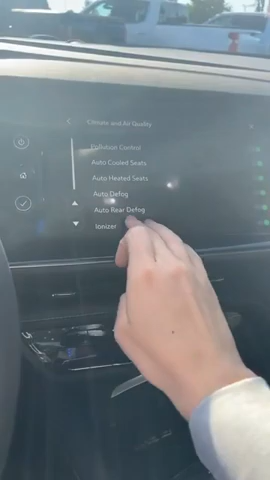 Climate and Air Quality
Pollution Control
Auto Cooled Seats
Auto Heated Seats
Auto Defog
Auto Rear Defog
Ionizer